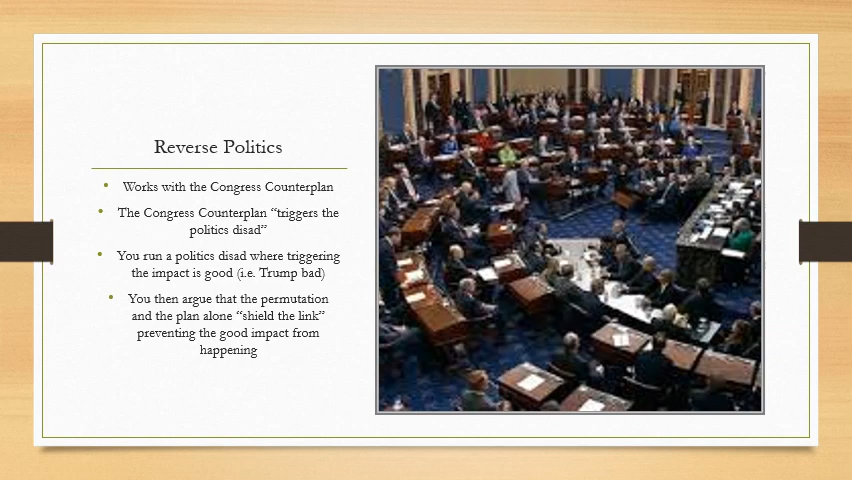 Reverse Politics
• Works with the Congress Counterplan
• The Congress Counterplan “triggers the
politics disad”
• You run a politics disad where triggering
the impact is good (i.e. Trump bad)
• You then argue that the permutation
and the plan alone “shield the link”
preventing the good impact from
happening